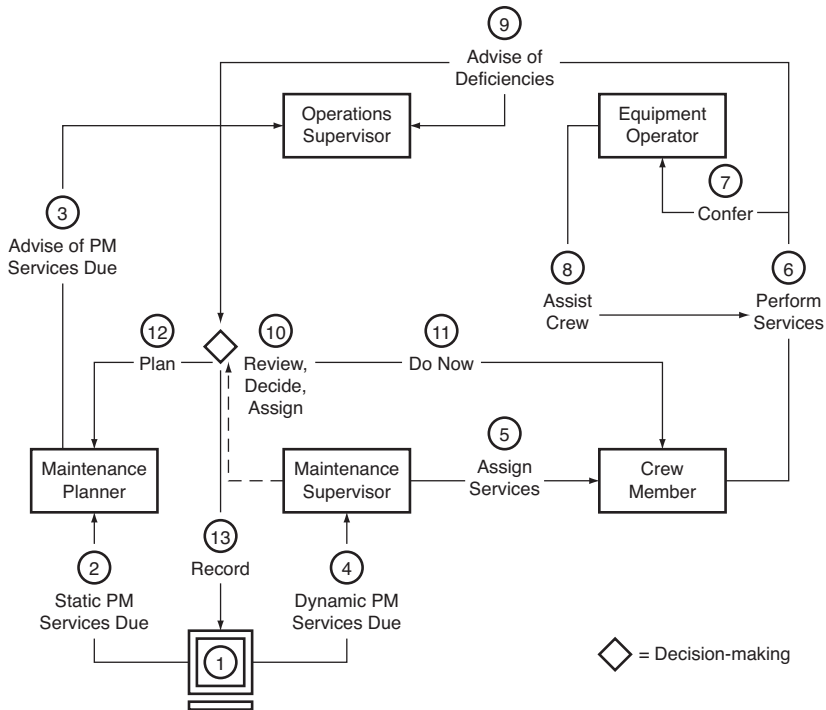 9
Advise of
Deficiencies
Operations
Supervisor
Equipment
Operator
7
Confer
3
Advise of PM
Services Due
8
Assist
Crew
6
Perform
Services
12
Plan
10
Review,
Decide,
Assign
11
Do Now
5
Assign
Services
Maintenance
Planner
Maintenance
Supervisor
Crew
Member
2
Static PM
Services Due
13
Record
4
Dynamic PM
Services Due
1
= Decision-making